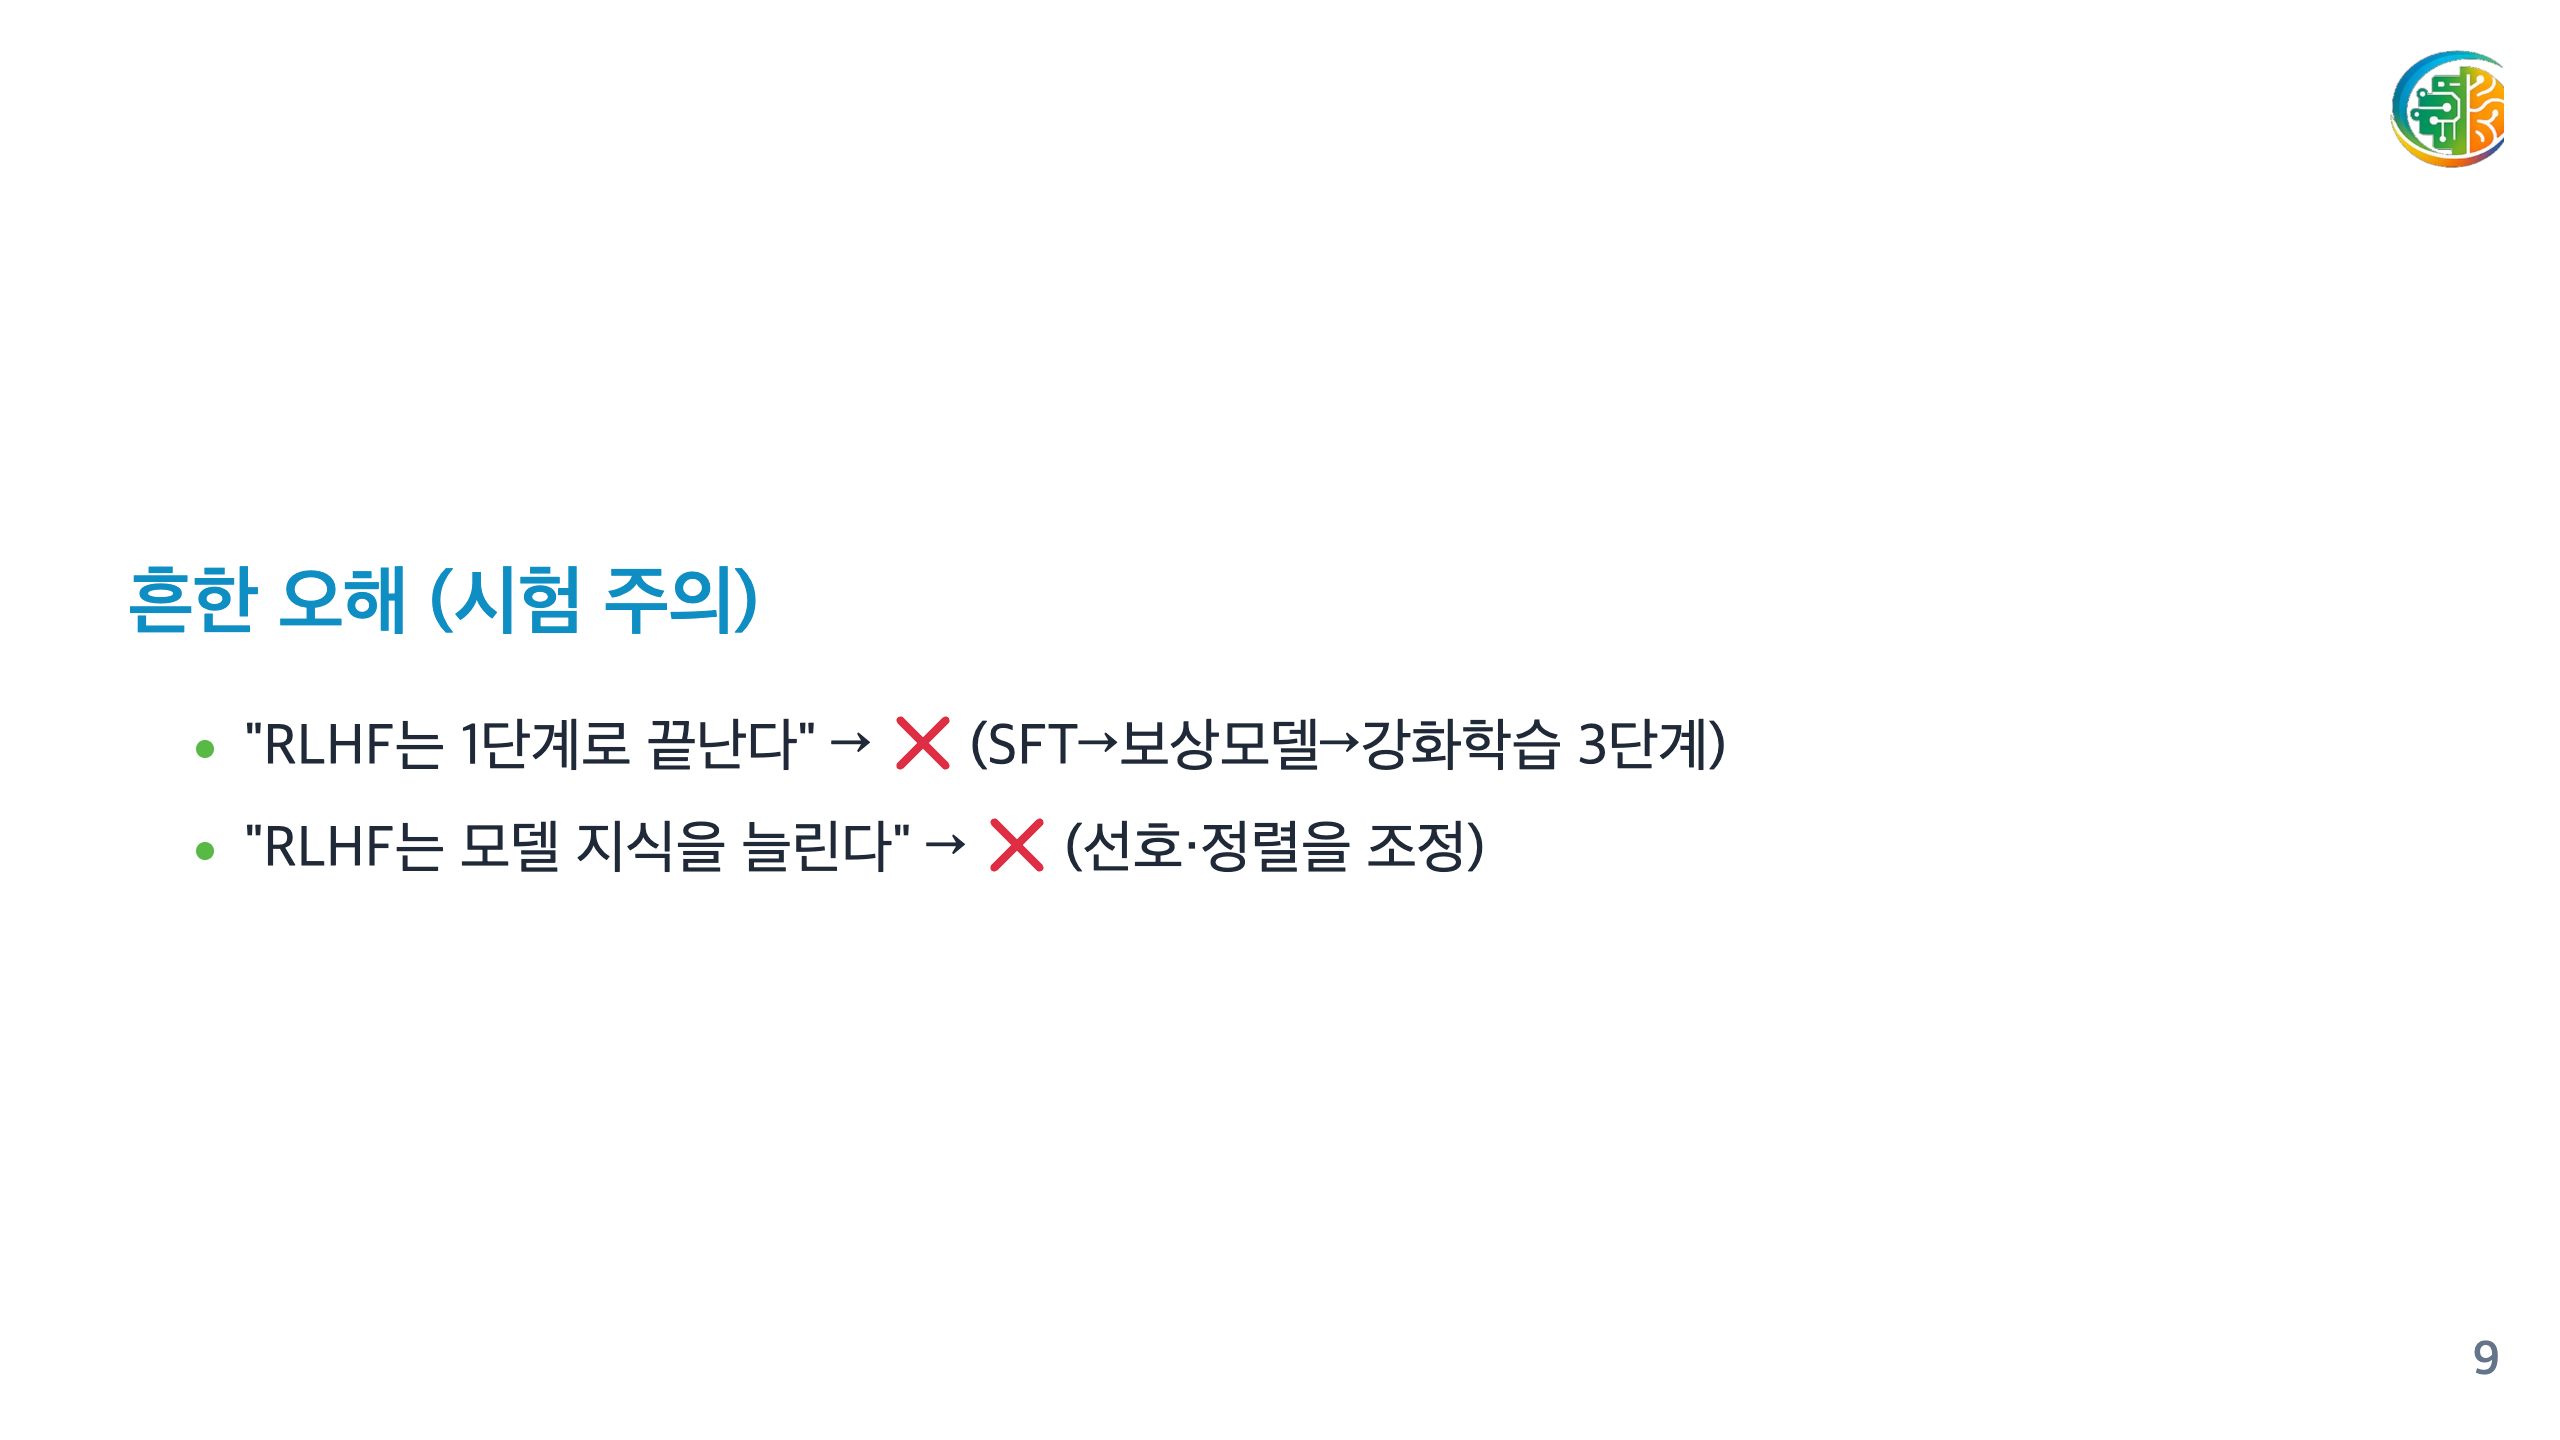 흔한 오해 (시험 주의)
• "RLHF는 1단계로 끝난다" → ❌ (SFT→보상모델→강화학습 3단계)
• "RLHF는 모델 지식을 늘린다" → ❌ (선호·정렬을 조정)
9